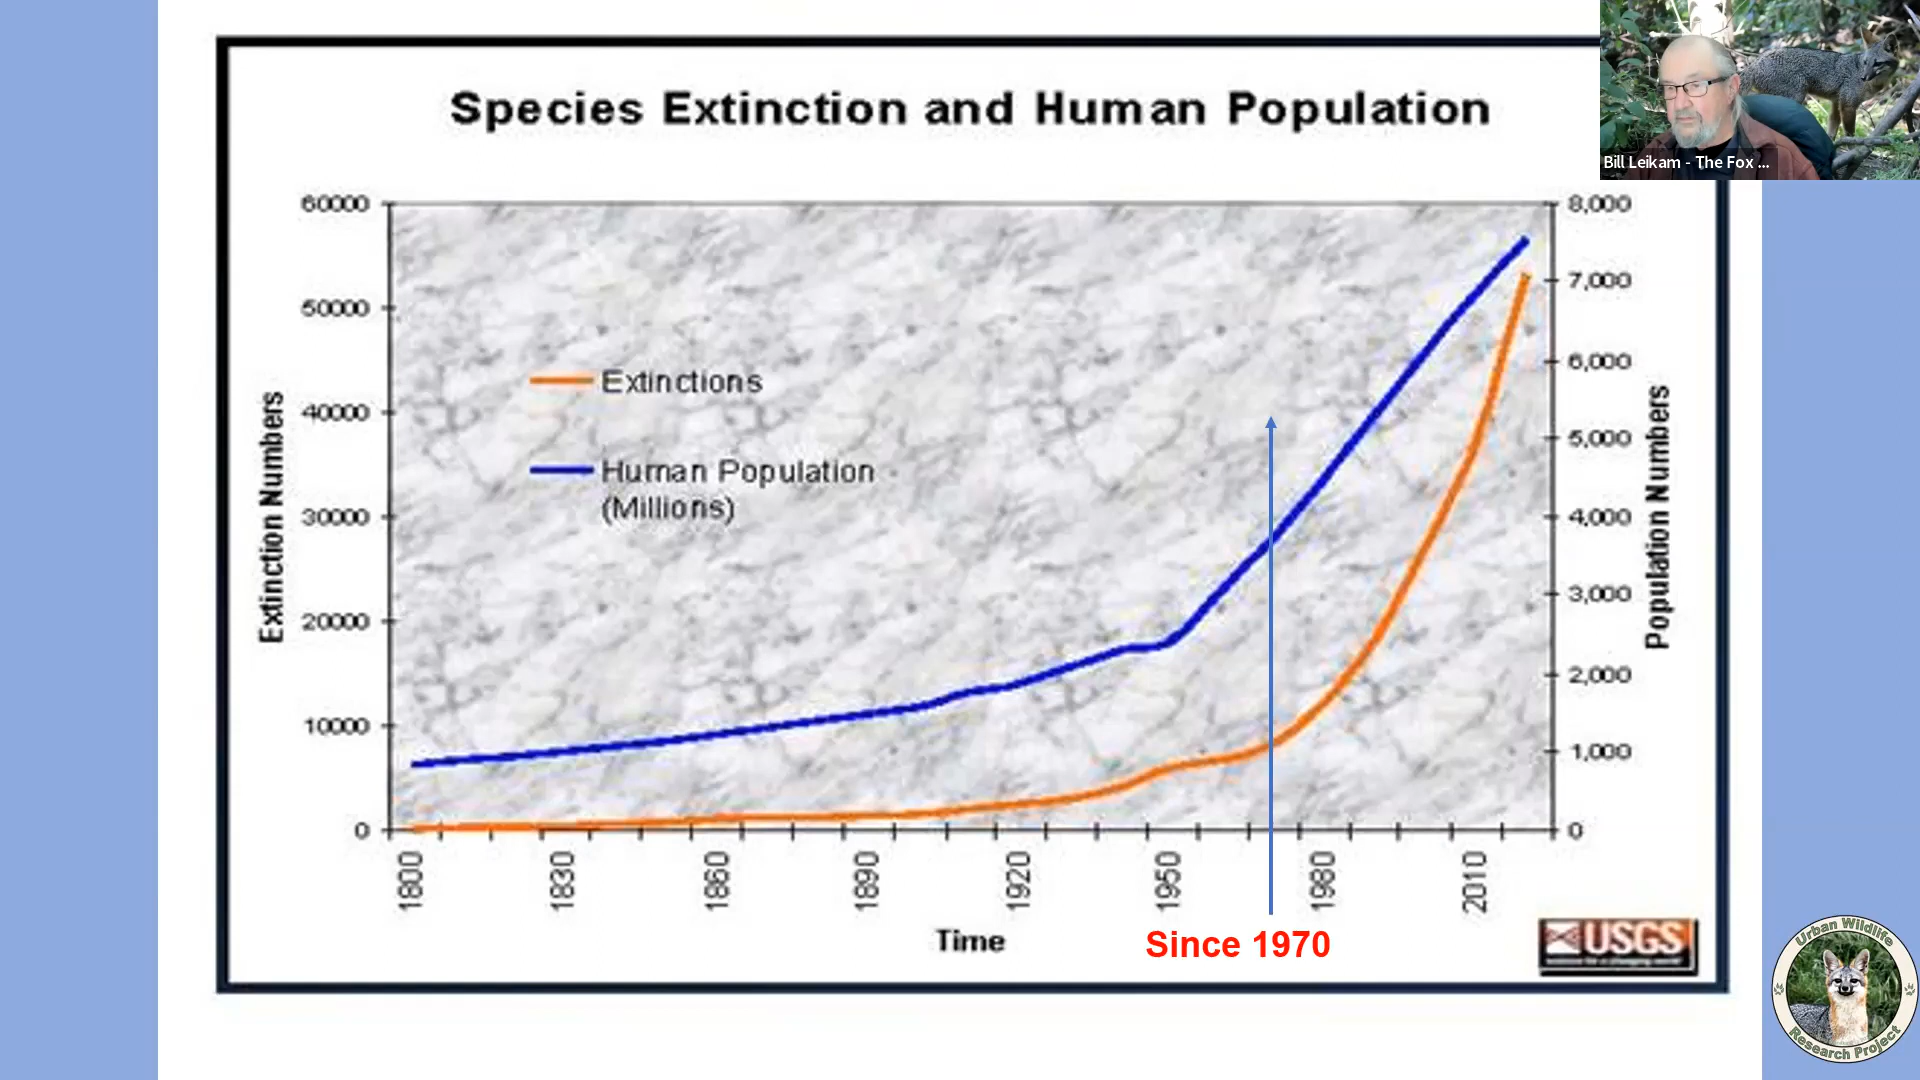 Species Extinction and Human Population
Bill Leikam - The Fox ...
60000
50000
40000
30000
20000
10000
0
Extinction Numbers
Extinctions
Human Population
(Millions)
8,000
7,000
6,000
5,000
4,000
3,000
2,000
1,000
0
Population Numbers
1800
1830
1860
1890
1920
1950
1980
2010
Time
Since 1970
USGS
Urban Wildlife
Research Project